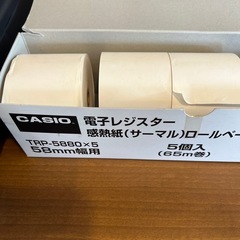 CASIO 電子レジスター
感熱紙(サーマル)ロールペー
TRP-5880×5 5個入
58mm幅用 (65m巻)